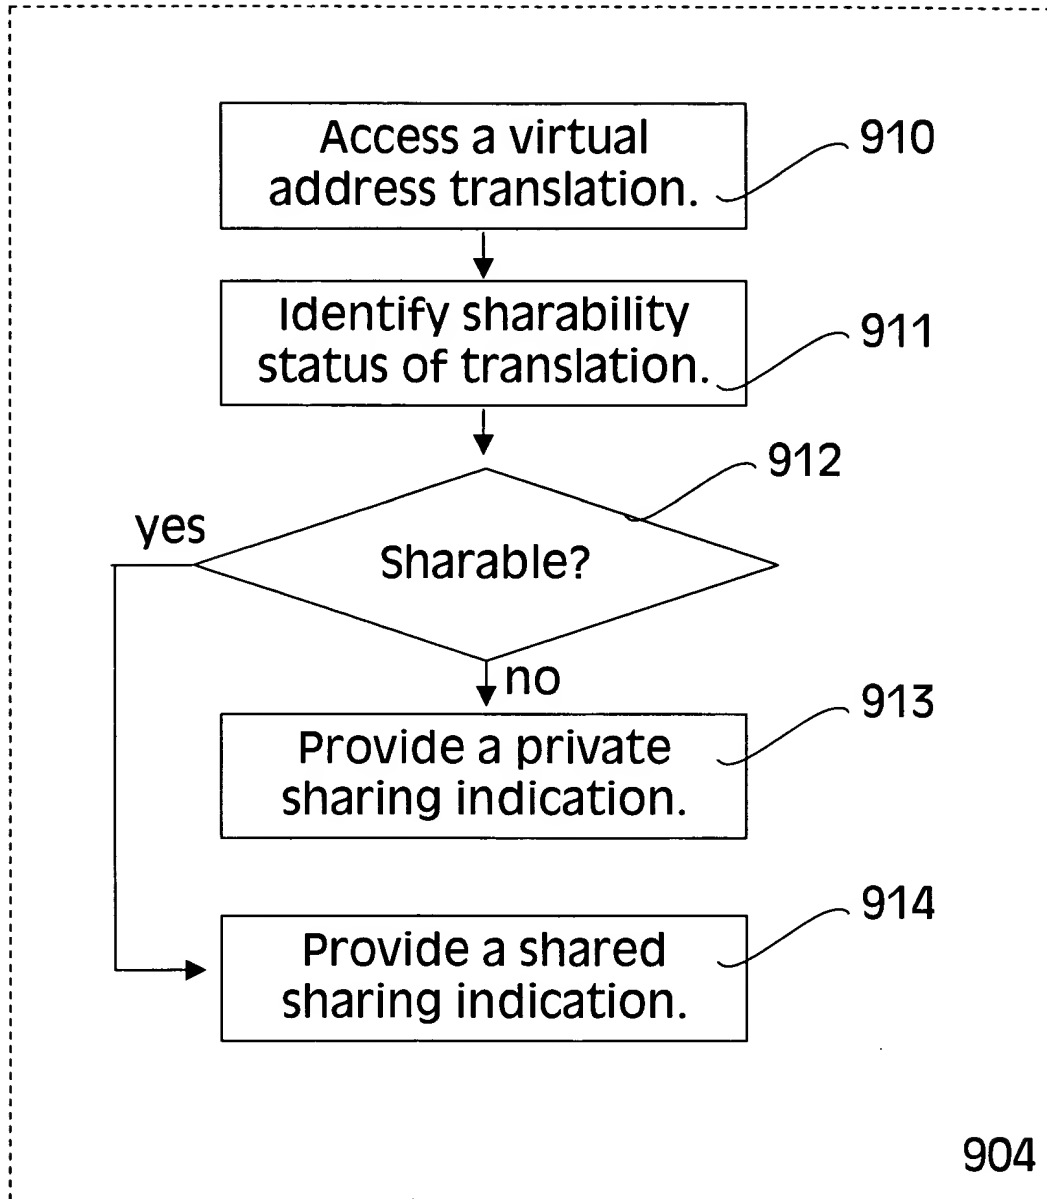 Access a virtual
address translation.
910
Identify sharability
status of translation.
911
912
yes
Sharable?
no
Provide a private
sharing indication.
913
Provide a shared
sharing indication.
914
904